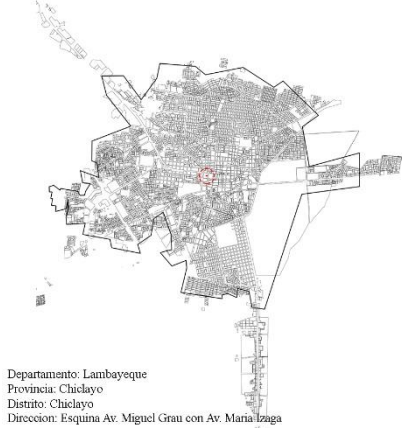 Departamento: Lambayeque
Provincia: Chiclayo
Distrito: Chiclayo
Direccion: Esquina Av. Miguel Grau con Av. Maria Izaga